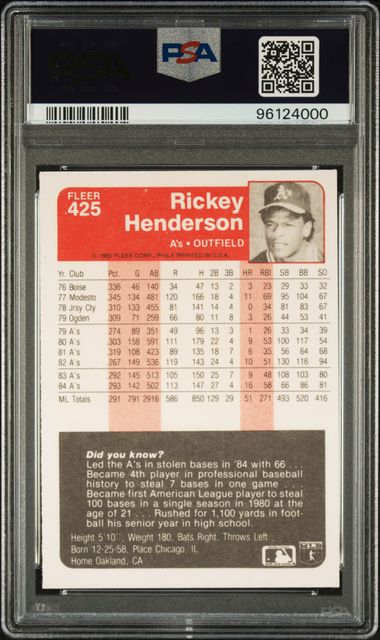 PSA
96124000
FLEER
425
Rickey
Henderson
A's • OUTFIELD
© 1985 FLEER CORP., PHILA PRINTED IN U.S.A.
Yr. Club Pct. G AB R H 2B 3B HR RBI SB BB SO
76 Boise .336 46 140 34 47 13 2 3 23 29 33 32
77 Modesto .345 134 481 120 166 18 4 11 69 95 104 67
78 Jrsy Cty .310 133 455 81 141 14 4 0 34 81 83 67
79 Ogden .309 71 259 66 80 11 8 3 26 44 53 41
79 A's .274 89 351 49 96 13 3 1 26 33 34 39
80 A's .303 158 591 111 179 22 4 9 53 100 117 54
81 A's .319 108 423 89 135 18 7 6 35 56 64 68
82 A's .267 149 536 119 143 24 4 10 51 130 116 94
83 A's .292 145 513 105 150 25 7 9 48 108 103 80
84 A's .293 142 502 113 147 27 4 16 58 66 86 81
ML Totals .291 791 2916 586 850 129 29 51 271 493 520 416
Did you know?
Led the A's in stolen bases in '84 with 66 . . .
Became 4th player in professional baseball
history to steal 7 bases in one game . . .
Became first American League player to steal
100 bases in a single season in 1980 at the
age of 21 . . . Rushed for 1,100 yards in foot-
ball his senior year in high school.
Height 5'10'', Weight 180, Bats Right, Throws Left
Born 12-25-58, Place Chicago, IL
Home Oakland, CA